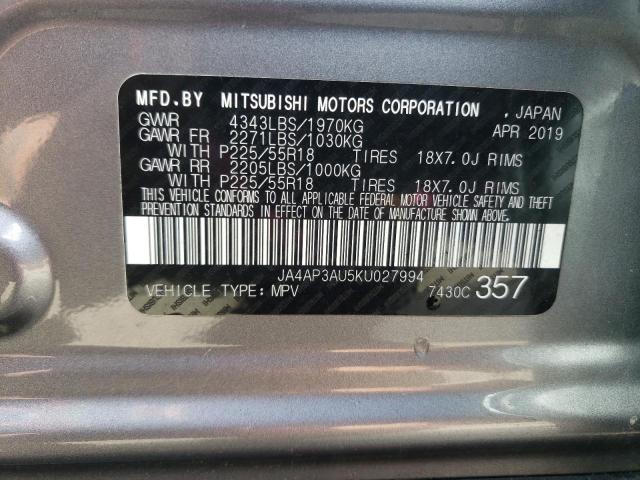 MFD.BY MITSUBISHI MOTORS CORPORATION , JAPAN
GVWR 4343LBS/1970KG APR 2019
GAWR FR 2271LBS/1030KG
WITH P225/55R18 TIRES 18X7.0J RIMS
GAWR RR 2205LBS/1000KG
WITH P225/55R18 TIRES 18X7.0J RIMS
THIS VEHICLE CONFORMS TO ALL APPLICABLE FEDERAL MOTOR VEHICLE SAFETY AND THEFT
PREVENTION STANDARDS IN EFFECT ON THE DATE OF MANUFACTURE SHOWN ABOVE.
JA4AP3AU5KU027994
VEHICLE TYPE: MPV 7430C 357